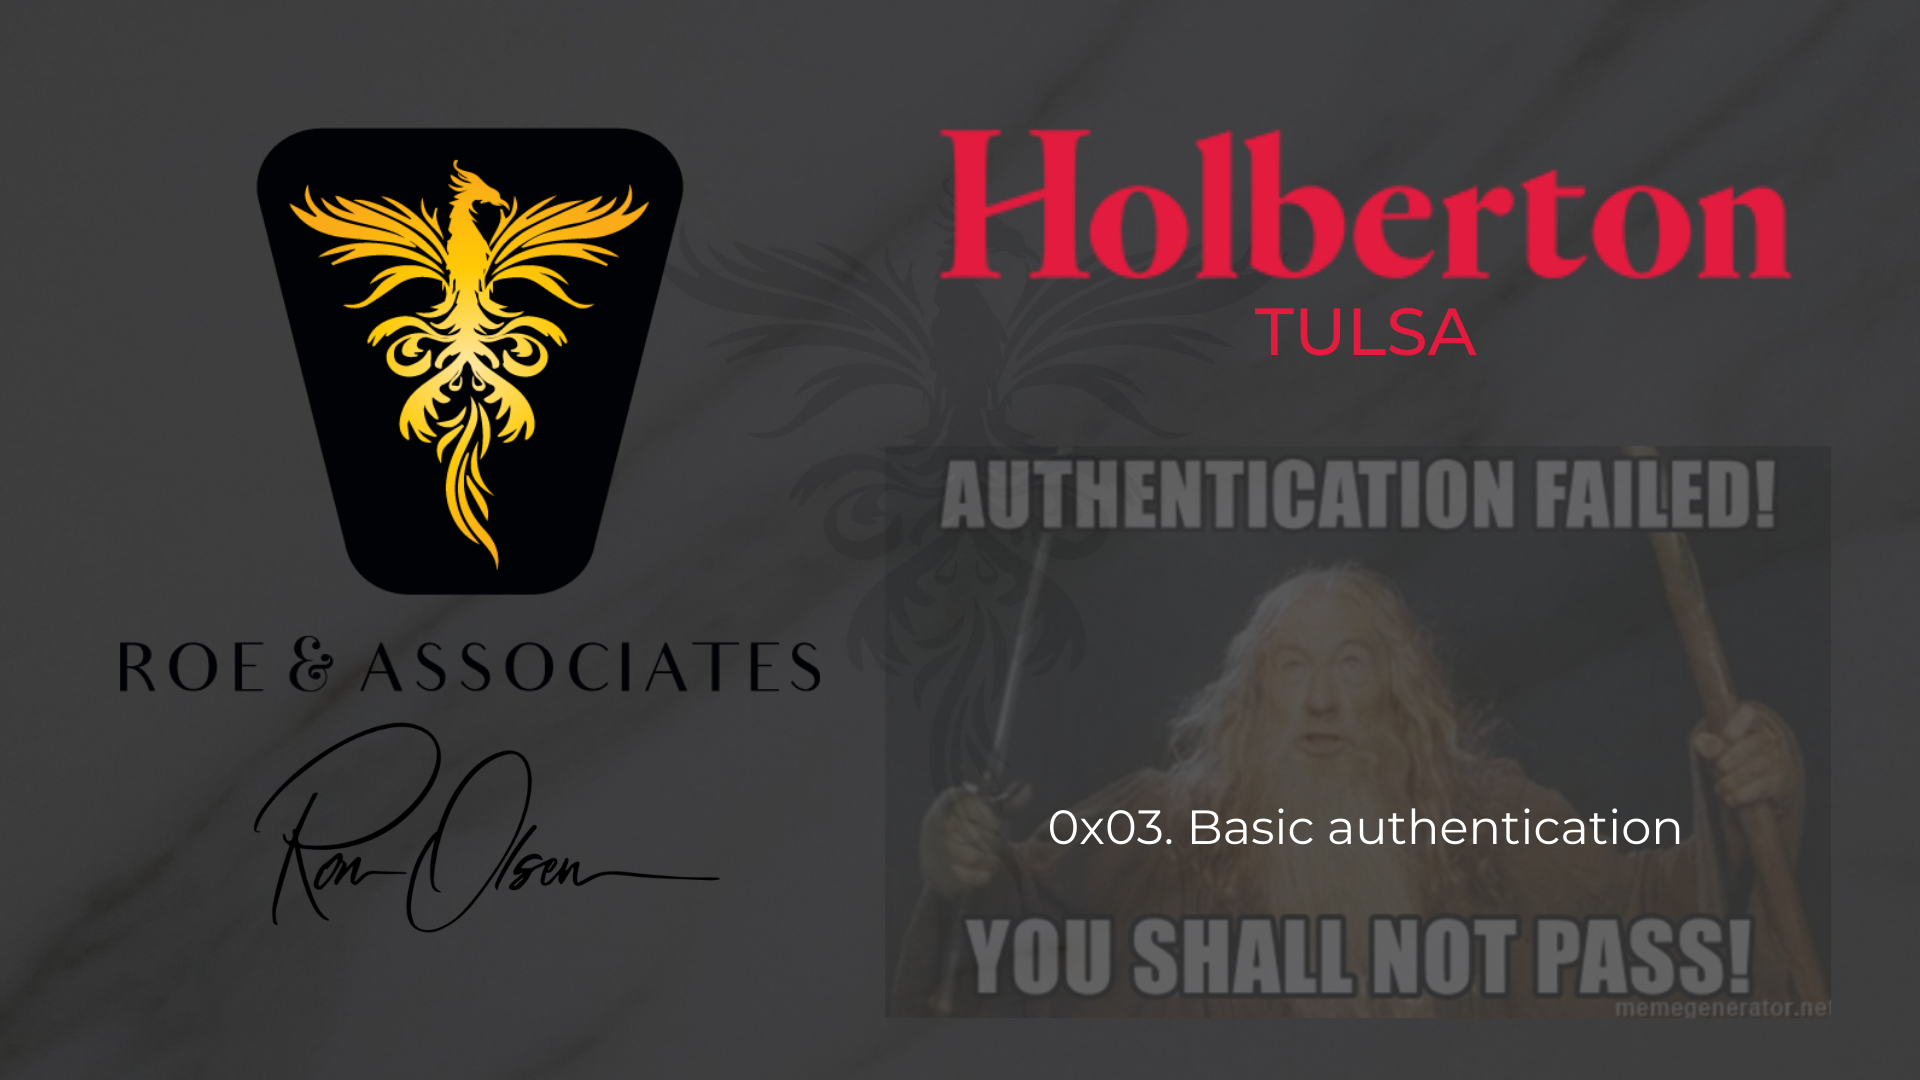 ROE & ASSOCIATES
Ron Olsen
Holberton
TULSA
AUTHENTICATION FAILED!
0x03. Basic authentication
YOU SHALL NOT PASS!
memegenerator.net